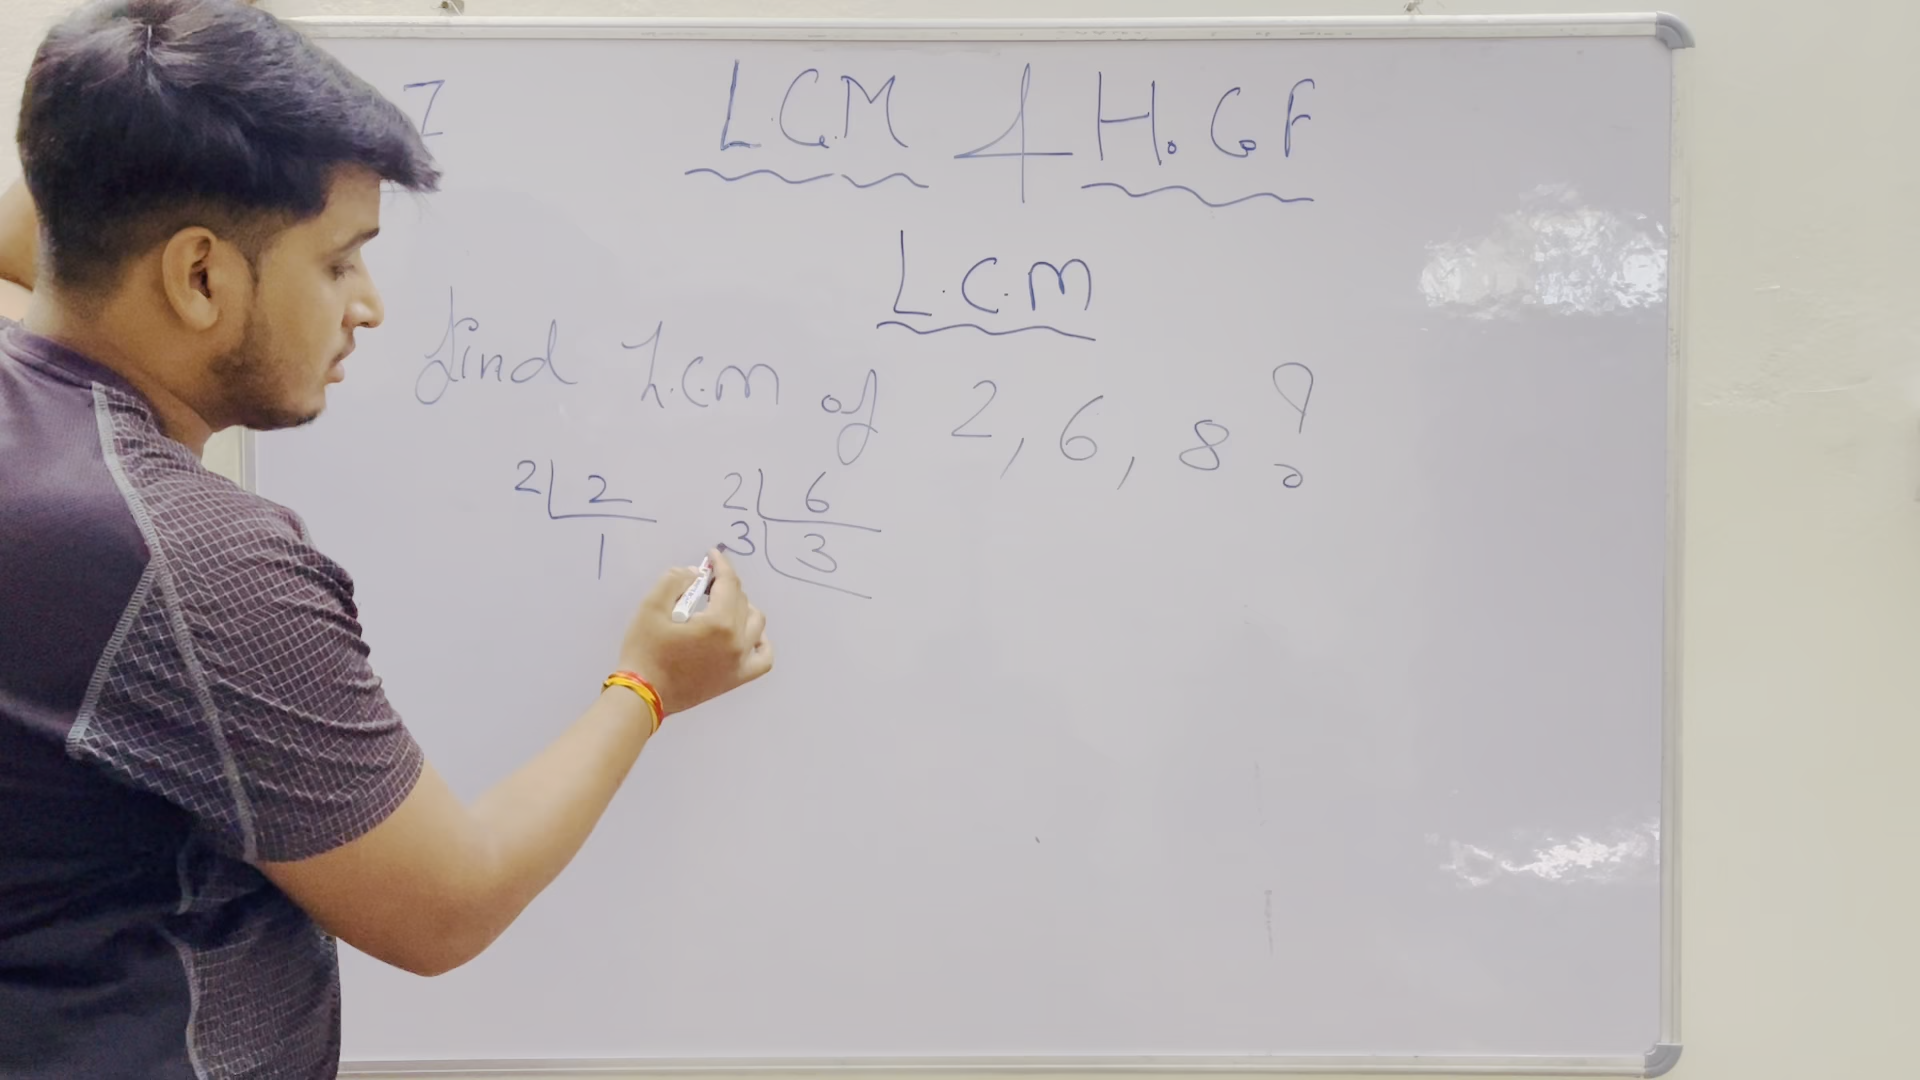 L.C.M & H.C.F
L.C.M
find L.C.M of 2, 6, 8 ?
2 2 2 6
1 3 3